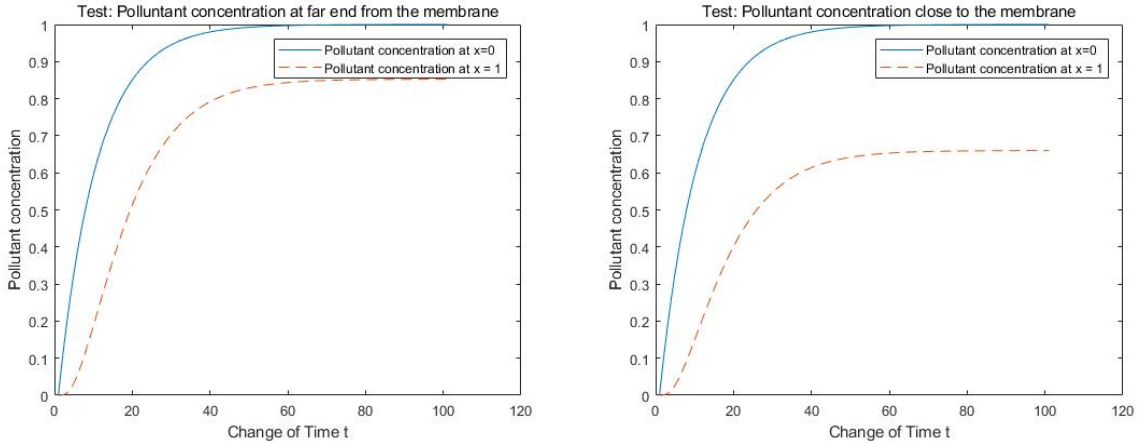 Test: Polluntant concentration at far end from the membrane
1
0.9
0.8
0.7
0.6
0.5
0.4
0.3
0.2
0.1
0
Pollutant concentration
Pollutant concentration at x=0
Pollutant concentration at x = 1
0 20 40 60 80 100 120
Change of Time t
Test: Polluntant concentration close to the membrane
1
0.9
0.8
0.7
0.6
0.5
0.4
0.3
0.2
0.1
0
Pollutant concentration
Pollutant concentration at x=0
Pollutant concentration at x = 1
0 20 40 60 80 100 120
Change of Time t